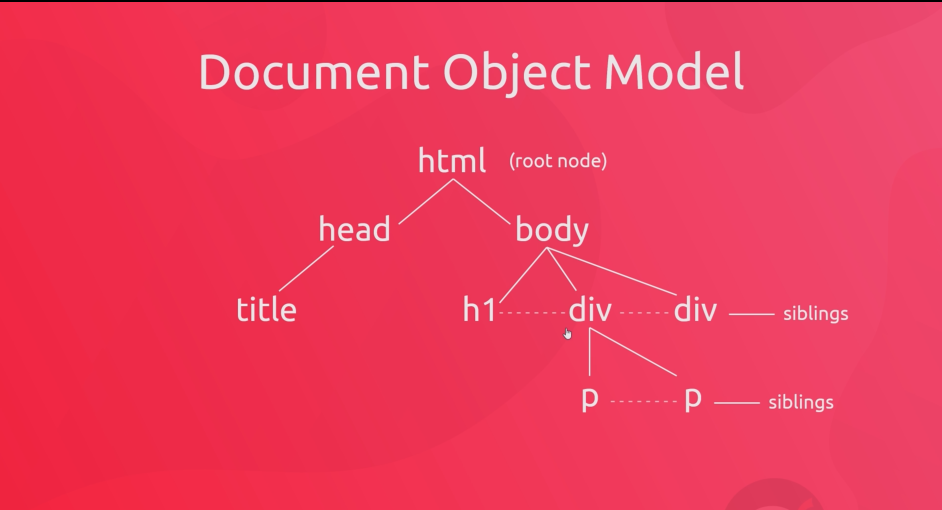 Document Object Model
html (root node)
head body
title h1 div div siblings
p p siblings